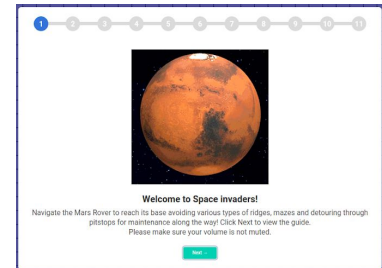 1 2 3 4 5 6 7 8 9 10 11
Welcome to Space invaders!
Navigate the Mars Rover to reach its base avoiding various types of ridges, mazes and detouring through
pitstops for maintenance along the way! Click Next to view the guide.
Please make sure your volume is not muted.
Next →